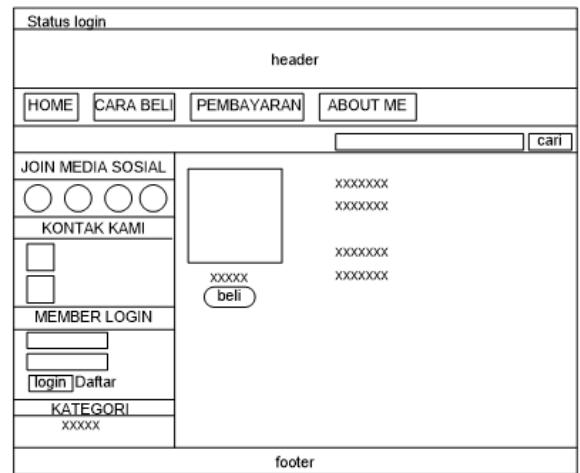 Status login
header
HOME CARA BELI PEMBAYARAN ABOUT ME
cari
JOIN MEDIA SOSIAL
KONTAK KAMI
MEMBER LOGIN
login Daftar
KATEGORI
xxxxx
xxxxx
beli
xxxxxxx
xxxxxxx
xxxxxxx
xxxxxxx
footer